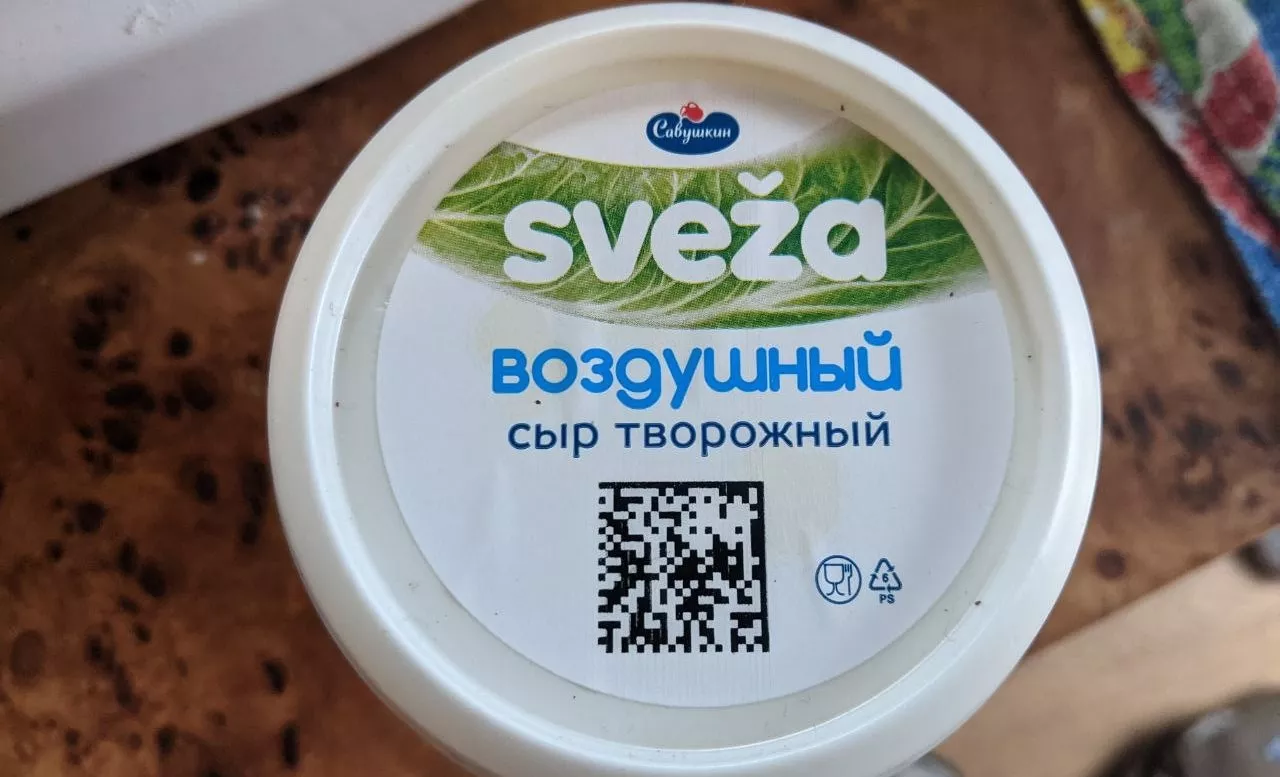 Савушкин
sveža
воздушный
сыр творожный
6
PS